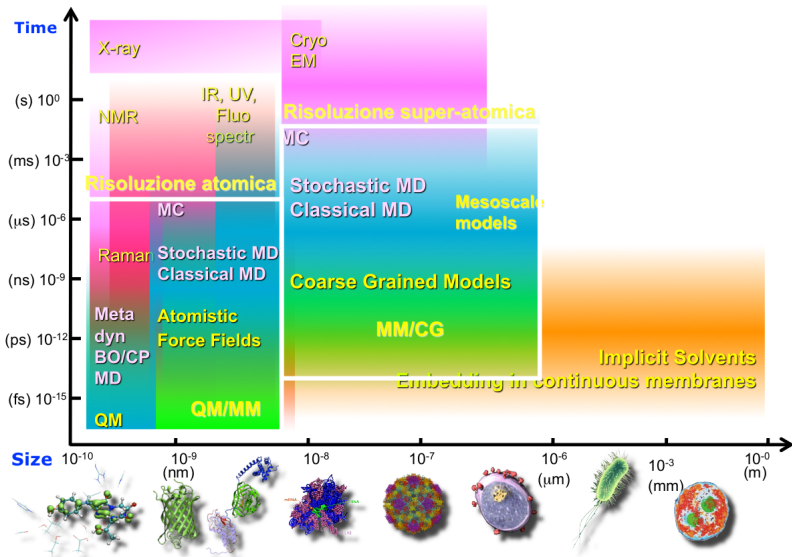 Time
X-ray
Cryo
EM
(s) 10⁰
NMR
IR, UV,
Fluo
spectr
Risoluzione super-atomica
MC
(ms) 10⁻³
Risoluzione atomica
Stochastic MD
Classical MD
Mesoscale
models
(μs) 10⁻⁶
MC
Raman
Stochastic MD
Classical MD
(ns) 10⁻⁹
Coarse Grained Models
Meta
dyn
BO/CP
MD
Atomistic
Force Fields
MM/CG
(ps) 10⁻¹²
Implicit Solvents
Embedding in continuous membranes
(fs) 10⁻¹⁵
QM
QM/MM
Size
10⁻¹⁰
10⁻⁹
(nm)
10⁻⁸
10⁻⁷
10⁻⁶
(μm)
10⁻³
(mm)
10⁻⁰
(m)